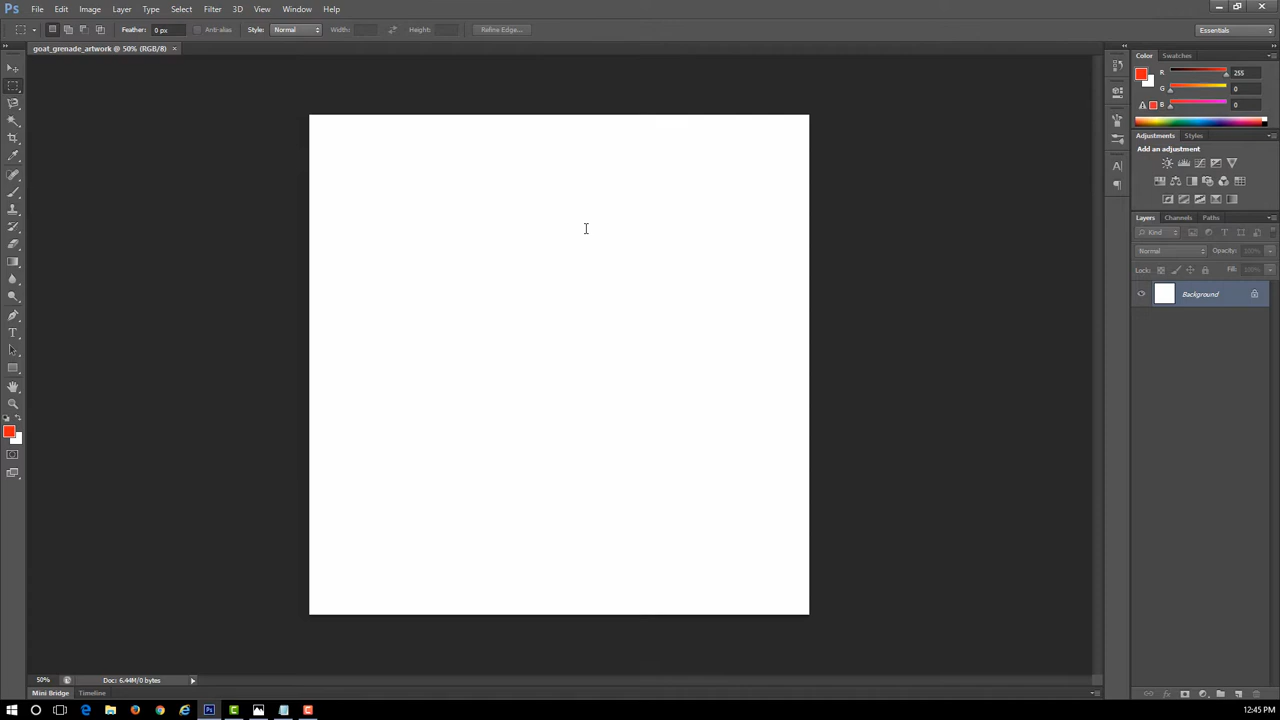 Ps File Edit Image Layer Type Select Filter 3D View Window Help
Feather: 0 px Anti-alias Style: Normal Width: Height: Refine Edge... Essentials
goat_grenade_artwork @ 50% (RGB/8) ×
Color Swatches
R 255
G 0
B 0
Adjustments Styles
Add an adjustment
Layers Channels Paths
Kind
Normal Opacity: 100%
Lock: Fill: 100%
Background
50% Doc: 6.44M/0 bytes
Mini Bridge Timeline
12:45 PM